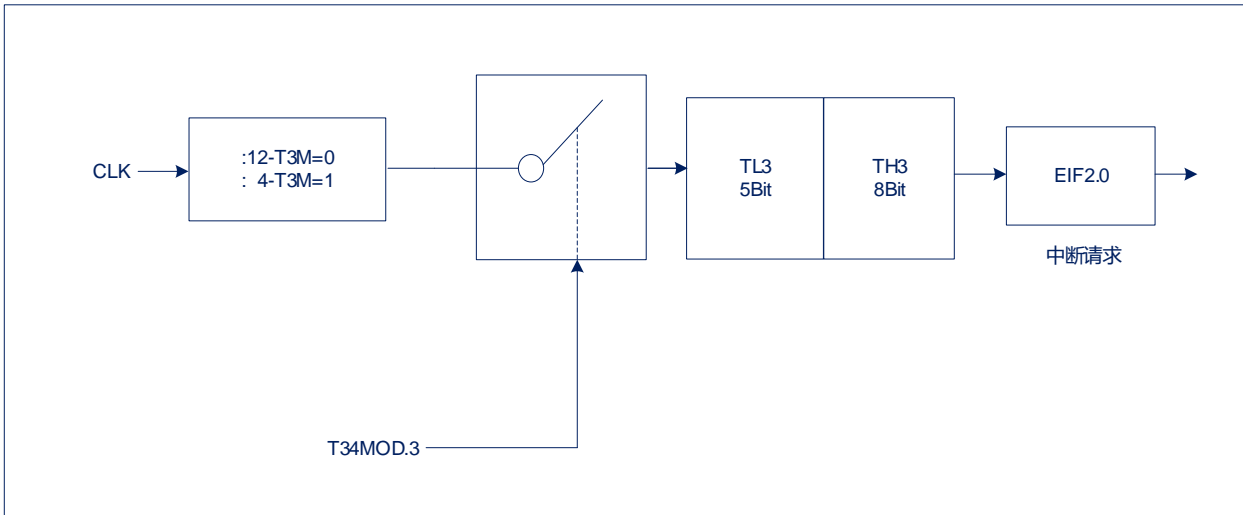 CLK
:12-T3M=0
: 4-T3M=1
TL3
5Bit
TH3
8Bit
EIF2.0
中断请求
T34MOD.3